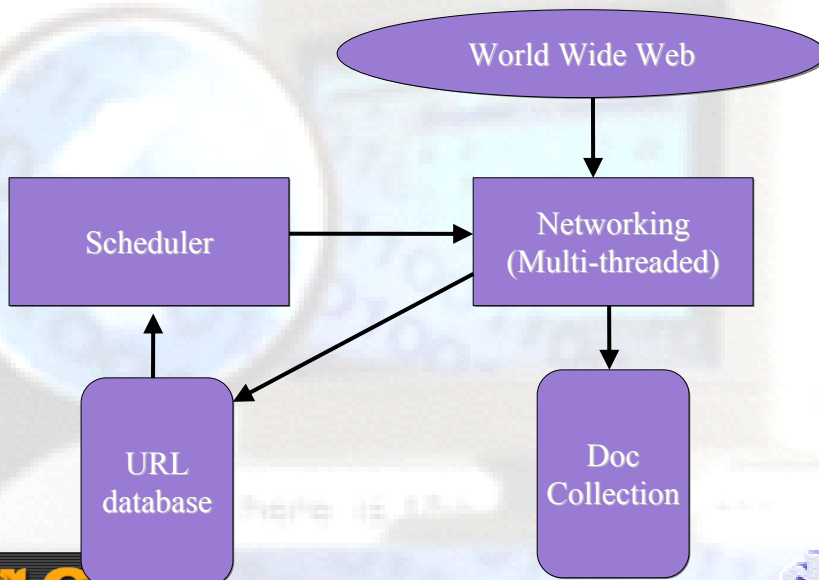 World Wide Web
Scheduler
Networking
(Multi-threaded)
URL
database
Doc
Collection